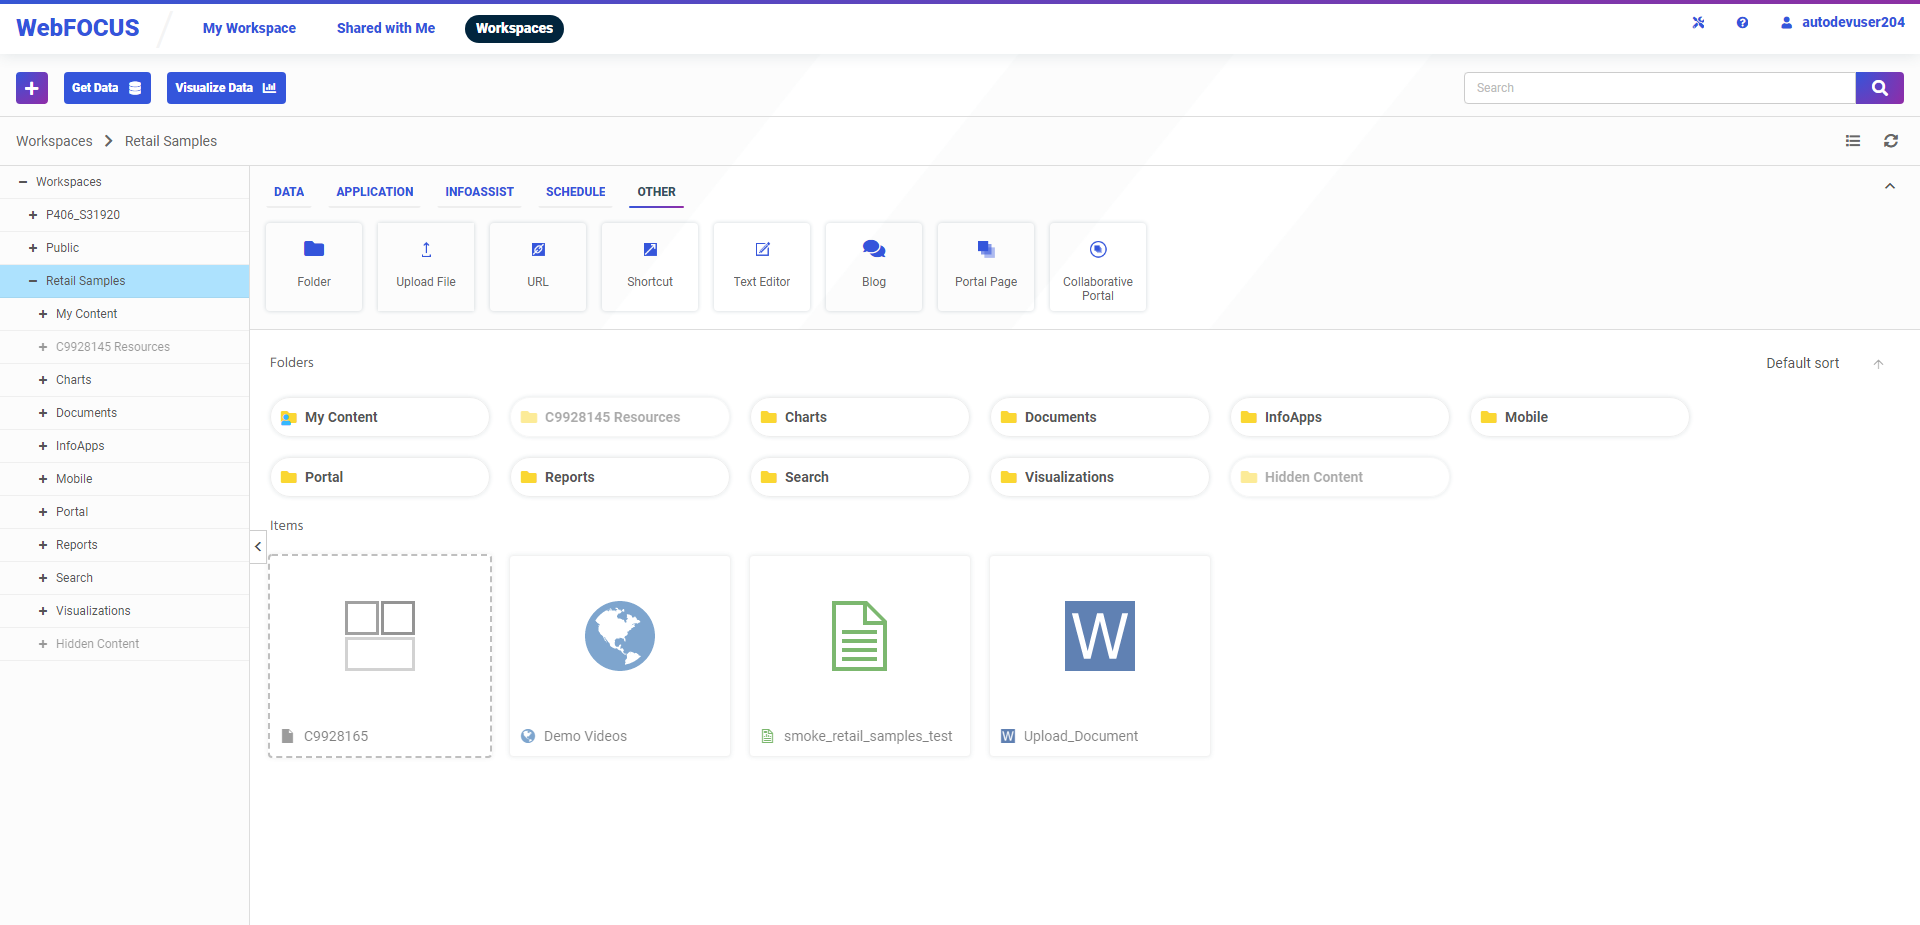 WebFOCUS
My Workspace
Shared with Me
Workspaces
autodevuser204
Get Data
Visualize Data
Search
Workspaces
Retail Samples
Workspaces
P406_S31920
Public
Retail Samples
My Content
C9928145 Resources
Charts
Documents
InfoApps
Mobile
Portal
Reports
Search
Visualizations
Hidden Content
DATA
APPLICATION
INFOASSIST
SCHEDULE
OTHER
Folder
Upload File
URL
Shortcut
Text Editor
Blog
Portal Page
Collaborative
Portal
Folders
Default sort
My Content
C9928145 Resources
Charts
Documents
InfoApps
Mobile
Portal
Reports
Search
Visualizations
Hidden Content
Items
W
C9928165
Demo Videos
smoke_retail_samples_test
W
Upload_Document